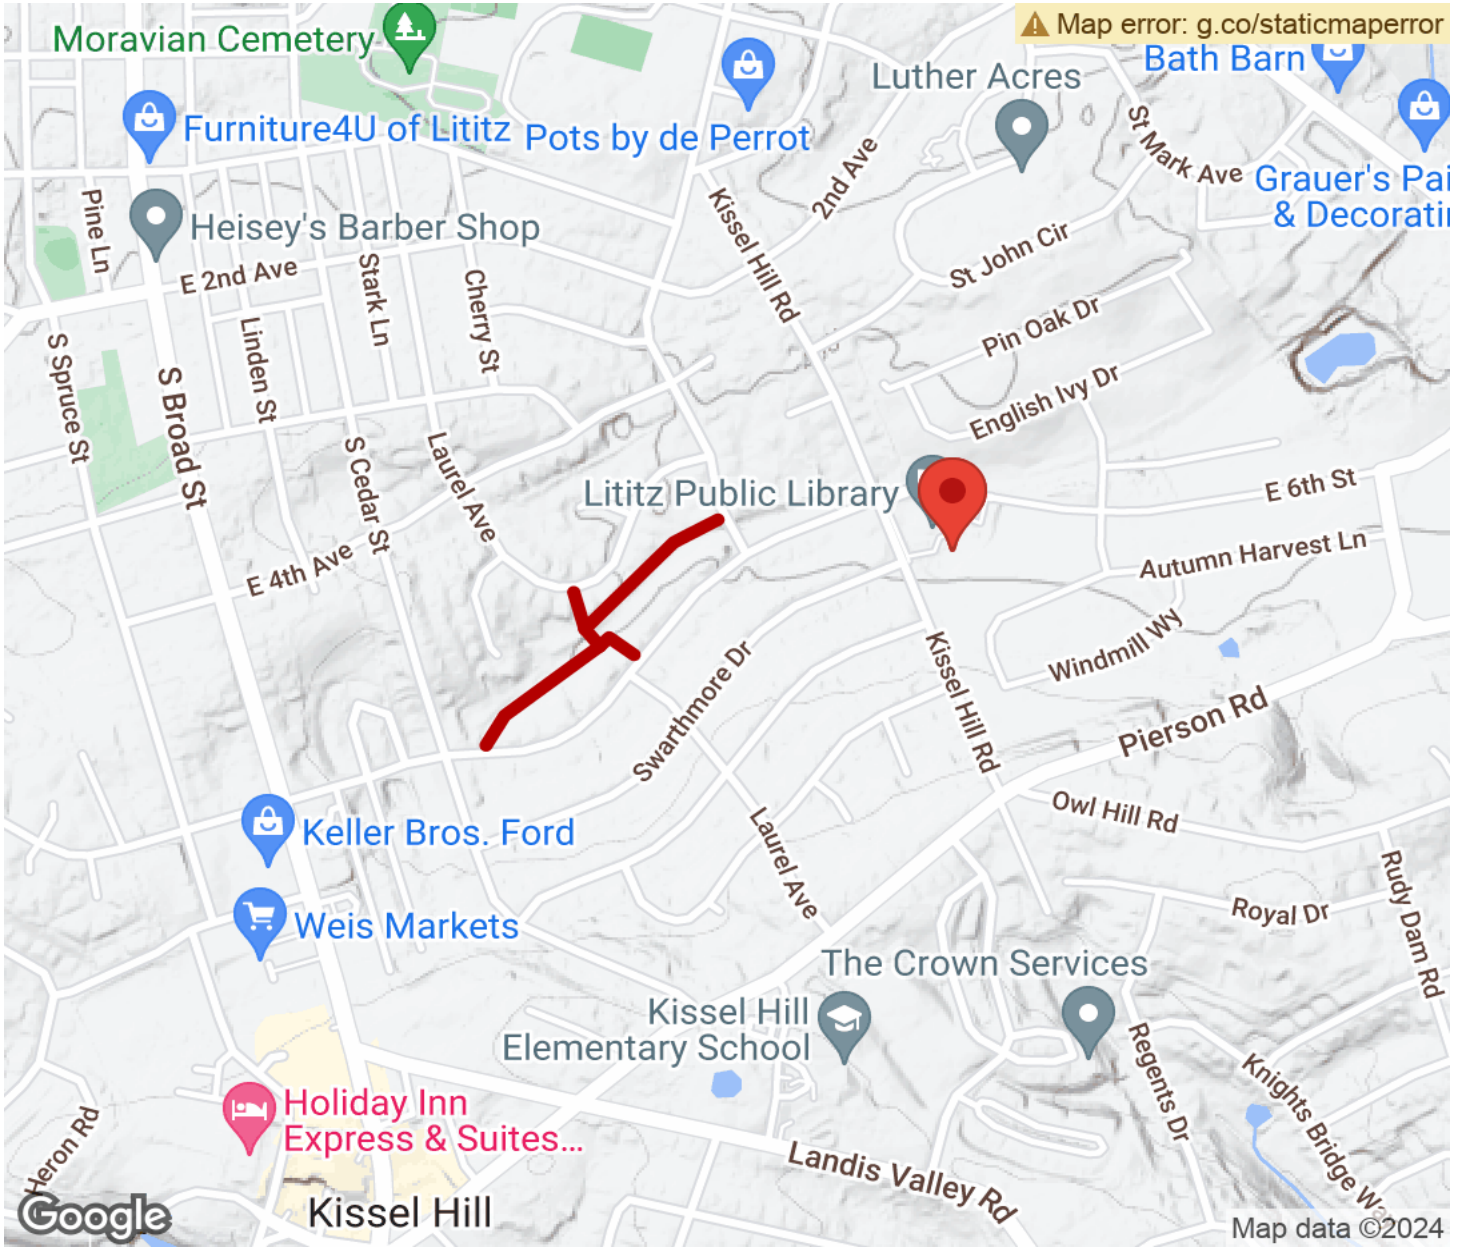 Map error: g.co/staticmaperror
Moravian Cemetery
Bath Barn
Luther Acres
Furniture4U of Lititz
Pots by de Perrot
St Mark Ave
2nd Ave
Grauer's Pai
& Decoratin
Pine Ln
Kissel Hill Rd
Heisey's Barber Shop
St John Cir
E 2nd Ave
Stark Ln
Cherry St
Linden St
Pin Oak Dr
S Spruce St
S Broad St
English Ivy Dr
Laurel Ave
S Cedar St
Lititz Public Library
E 6th St
E 4th Ave
Autumn Harvest Ln
Windmill Wy
Kissel Hill Rd
Swarthmore Dr
Pierson Rd
Owl Hill Rd
Keller Bros. Ford
Laurel Ave
Rudy Dam Rd
Royal Dr
Weis Markets
The Crown Services
Kissel Hill
Elementary School
Regents Dr
Knights Bridge Wa
Holiday Inn
Express & Suites...
Heron Rd
Landis Valley Rd
Kissel Hill
Google
Map data ©2024